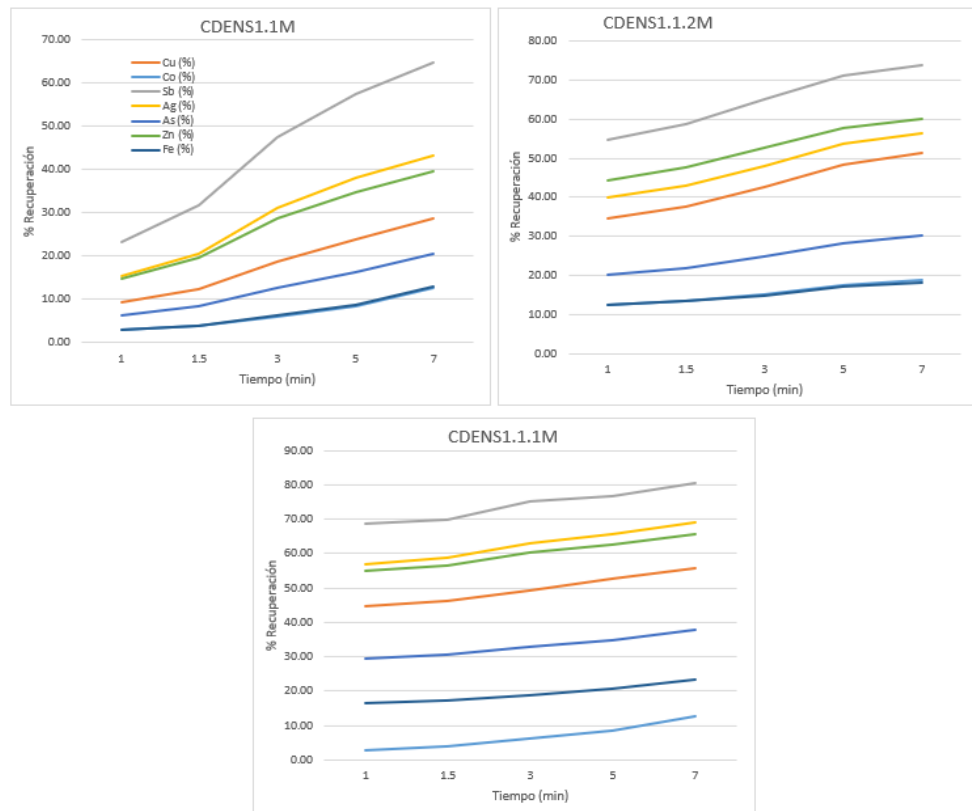 CDENS1.1M
70.00
60.00
50.00
40.00
30.00
20.00
10.00
0.00
% Recuperación
Cu (%)
Co (%)
Sb (%)
Ag (%)
As (%)
Zn (%)
Fe (%)
1 1.5 3 5 7
Tiempo (min)
CDENS1.1.2M
80.00
70.00
60.00
50.00
40.00
30.00
20.00
10.00
0.00
% Recuperación
1 1.5 3 5 7
Tiempo (min)
CDENS1.1.1M
90.00
80.00
70.00
60.00
50.00
40.00
30.00
20.00
10.00
0.00
% Recuperación
1 1.5 3 5 7
Tiempo (min)